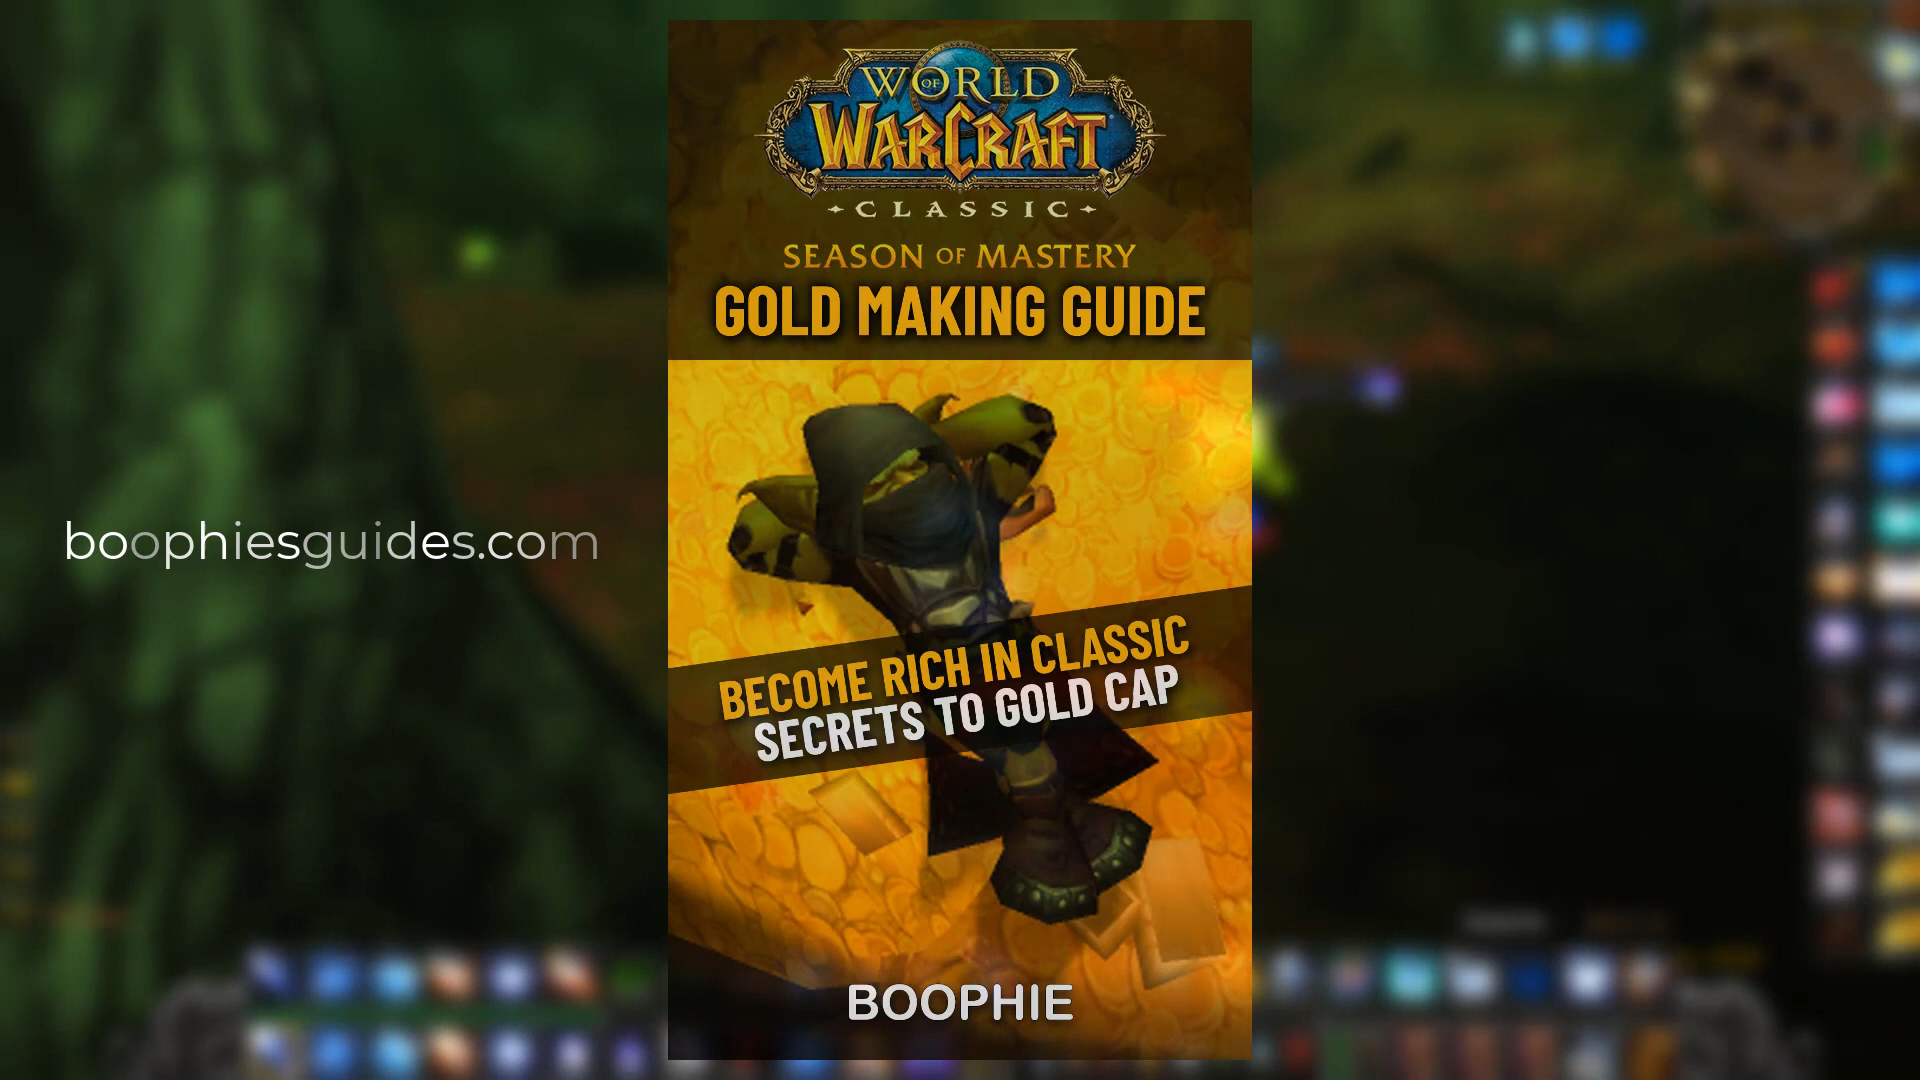 WORLD OF
WARCRAFT
CLASSIC
SEASON OF MASTERY
GOLD MAKING GUIDE
boophiesguides.com
BECOME RICH IN CLASSIC
SECRETS TO GOLD CAP
BOOPHIE